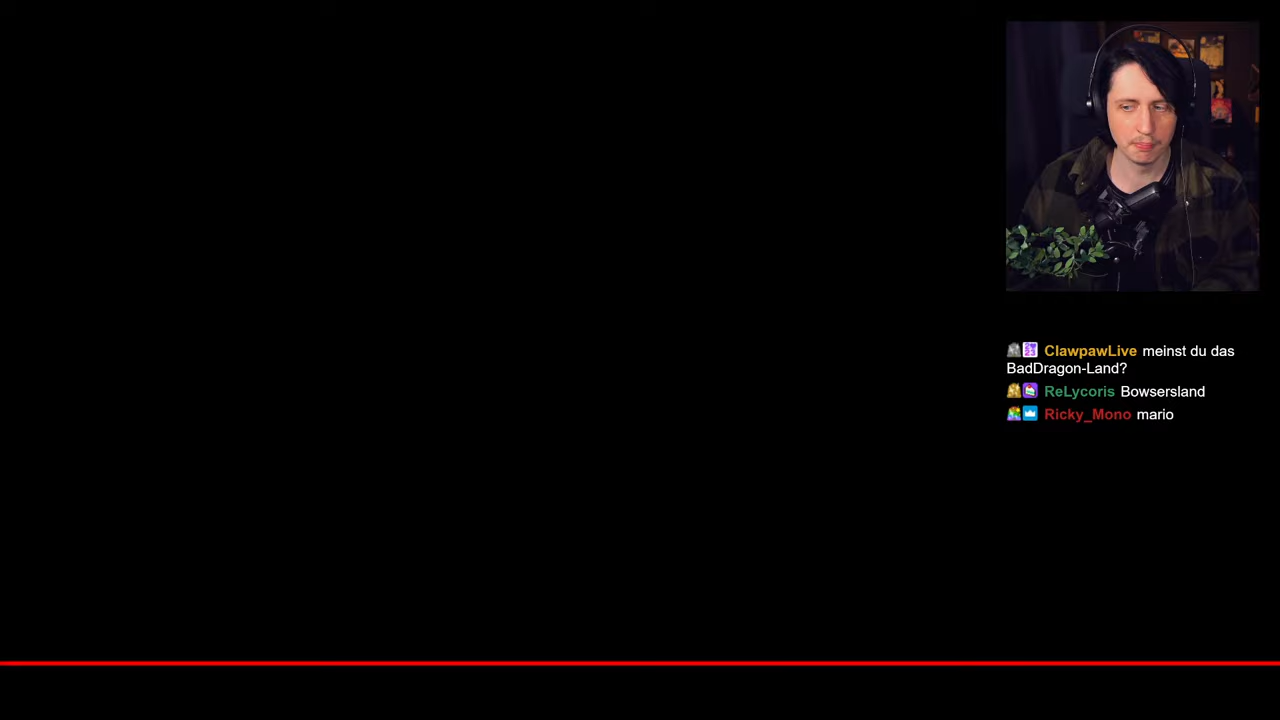 ClawpawLive meinst du das
BadDragon-Land?
ReLycoris Bowsersland
Ricky_Mono mario